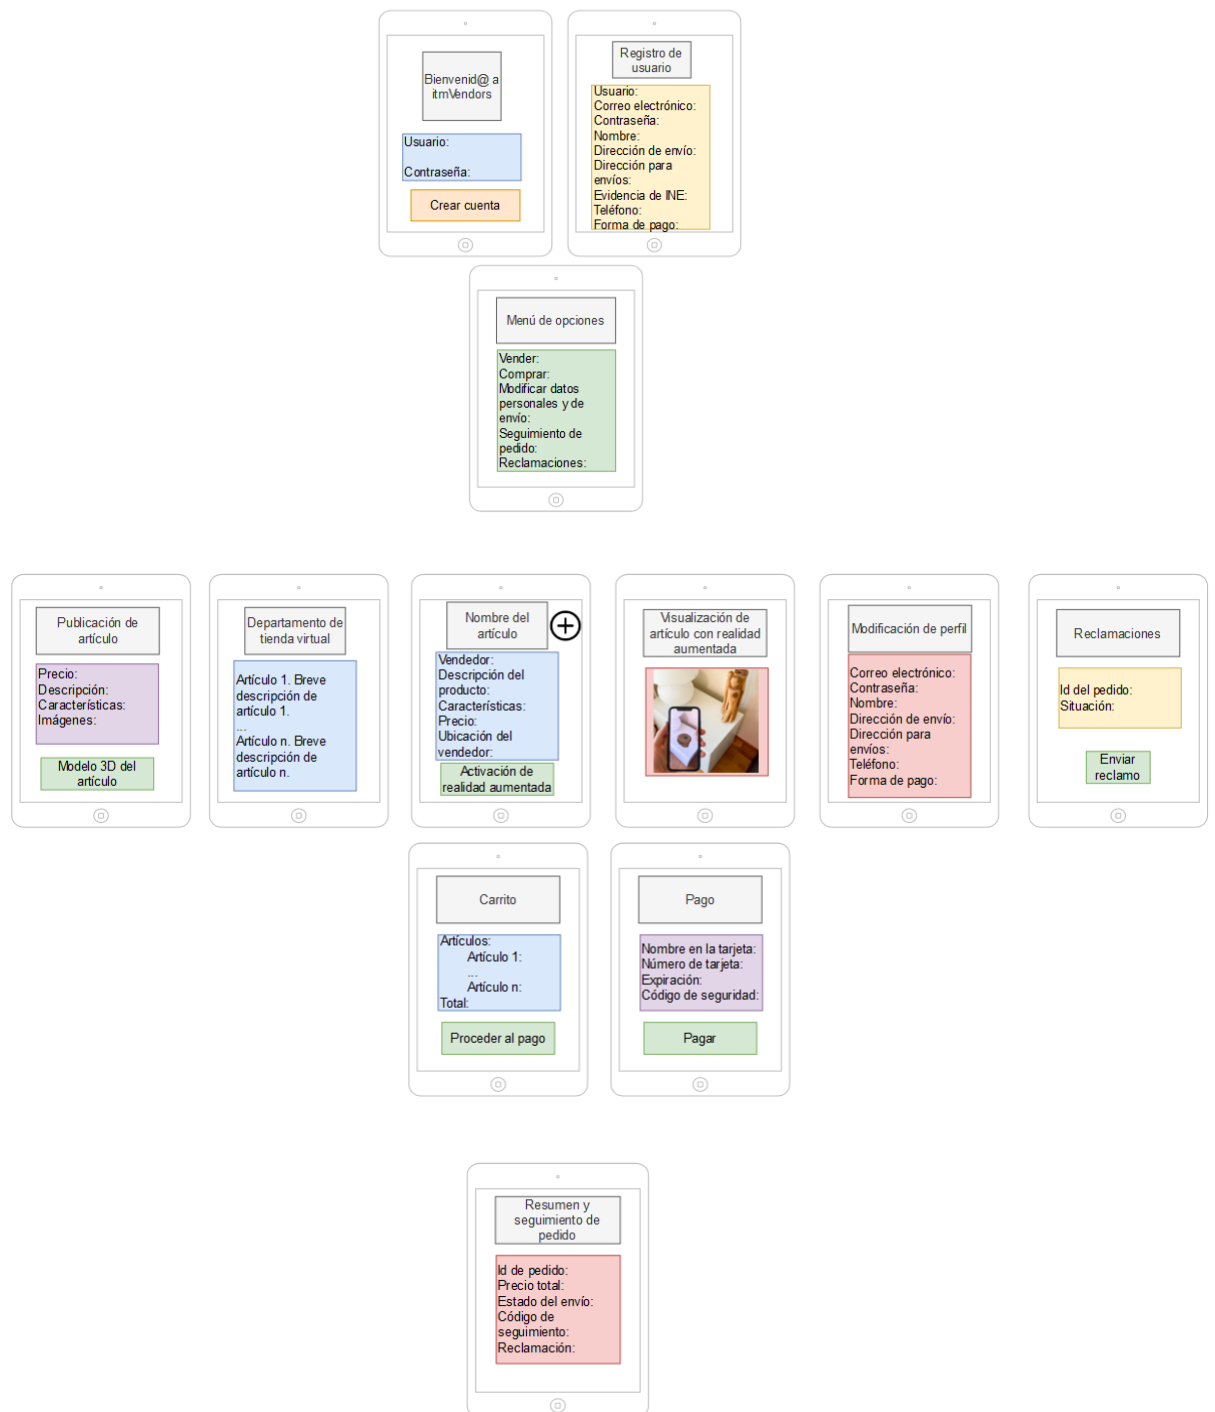 Bienvenid@ a
itmVendors
Usuario:
Contraseña:
Crear cuenta
Registro de
usuario
Usuario:
Correo electrónico:
Contraseña:
Nombre:
Dirección de envío:
Dirección para
envíos:
Evidencia de INE:
Teléfono:
Forma de pago:
Menú de opciones
Vender:
Comprar:
Modificar datos
personales y de
envío:
Seguimiento de
pedido:
Reclamaciones:
Publicación de
artículo
Precio:
Descripción:
Características:
Imágenes:
Modelo 3D del
artículo
Departamento de
tienda virtual
Artículo 1. Breve
descripción de
artículo 1.
...
Artículo n. Breve
descripción de
artículo n.
Nombre del
artículo
Vendedor:
Descripción del
producto:
Características:
Precio:
Ubicación del
vendedor:
Activación de
realidad aumentada
Visualización de
artículo con realidad
aumentada
Modificación de perfil
Correo electrónico:
Contraseña:
Nombre:
Dirección de envío:
Dirección para
envíos:
Teléfono:
Forma de pago:
Reclamaciones
Id del pedido:
Situación:
Enviar
reclamo
Carrito
Artículos:
Artículo 1:
...
Artículo n:
Total:
Proceder al pago
Pago
Nombre en la tarjeta:
Número de tarjeta:
Expiración:
Código de seguridad:
Pagar
Resumen y
seguimiento de
pedido
Id de pedido:
Precio total:
Estado del envío:
Código de
seguimiento:
Reclamación: